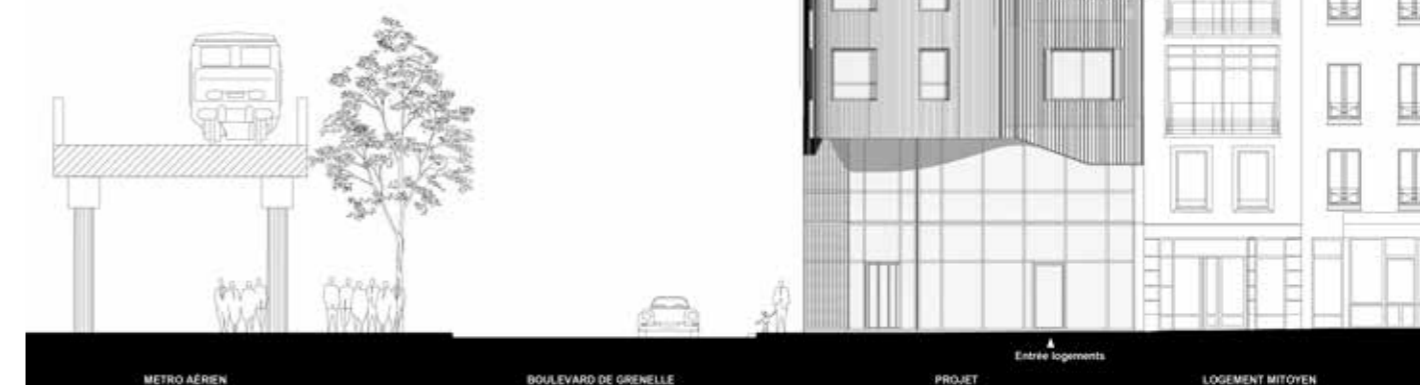 Entrée logements
METRO AÉRIEN
BOULEVARD DE GRENELLE
PROJET
LOGEMENT MITOYEN